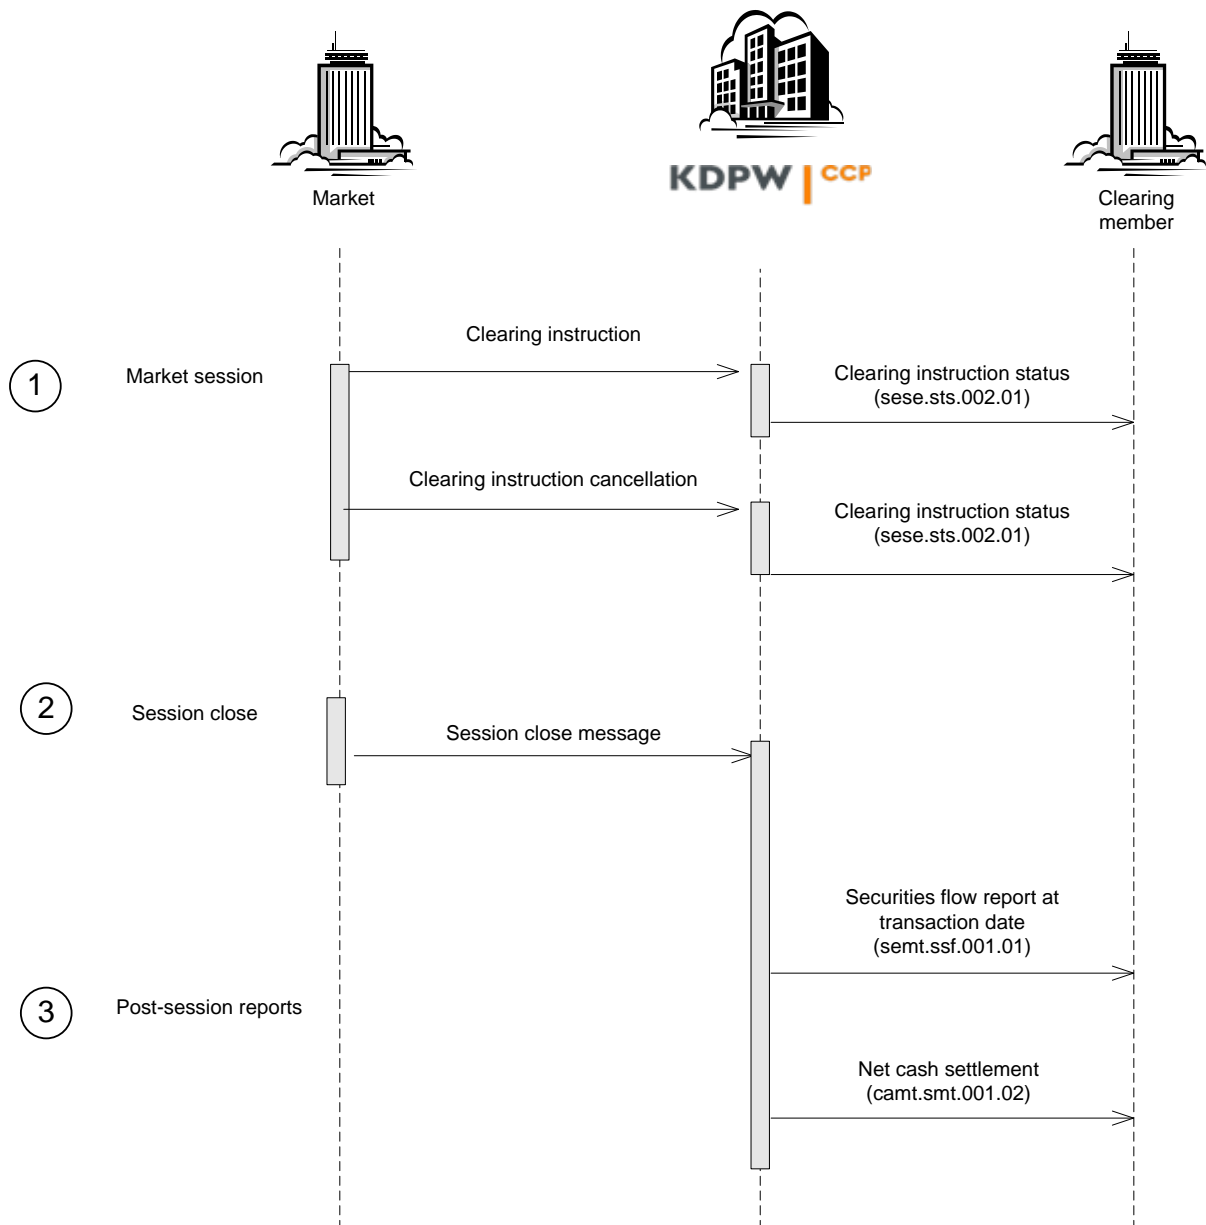 KDPW | CCP
Market
Clearing
member
Clearing instruction
1
Market session
Clearing instruction status
(sese.sts.002.01)
Clearing instruction cancellation
Clearing instruction status
(sese.sts.002.01)
2
Session close
Session close message
Securities flow report at
transaction date
(semt.ssf.001.01)
3
Post-session reports
Net cash settlement
(camt.smt.001.02)